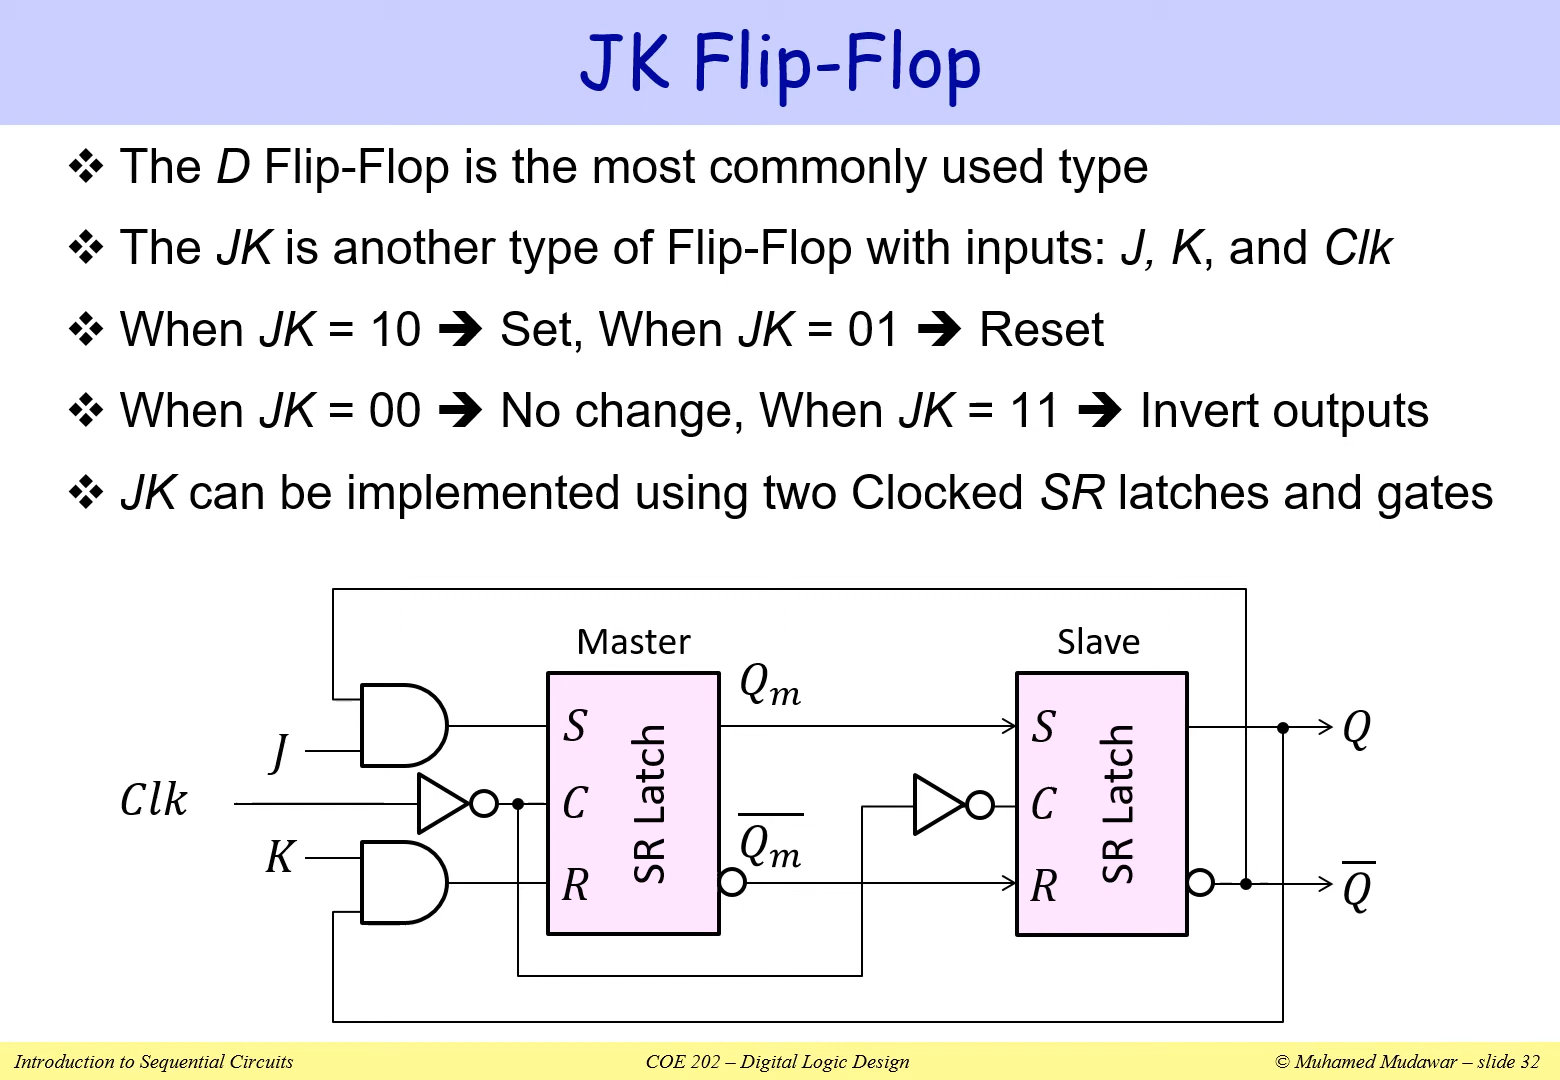 JK Flip-Flop
❖ The D Flip-Flop is the most commonly used type
❖ The JK is another type of Flip-Flop with inputs: J, K, and Clk
❖ When JK = 10 ➔ Set, When JK = 01 ➔ Reset
❖ When JK = 00 ➔ No change, When JK = 11 ➔ Invert outputs
❖ JK can be implemented using two Clocked SR latches and gates
Master
Slave
J
Clk
K
S
C
R
SR Latch
Qₘ
Q̅ₘ
S
C
R
SR Latch
Q
Q̅
Introduction to Sequential Circuits
COE 202 – Digital Logic Design
© Muhamed Mudawar – slide 32